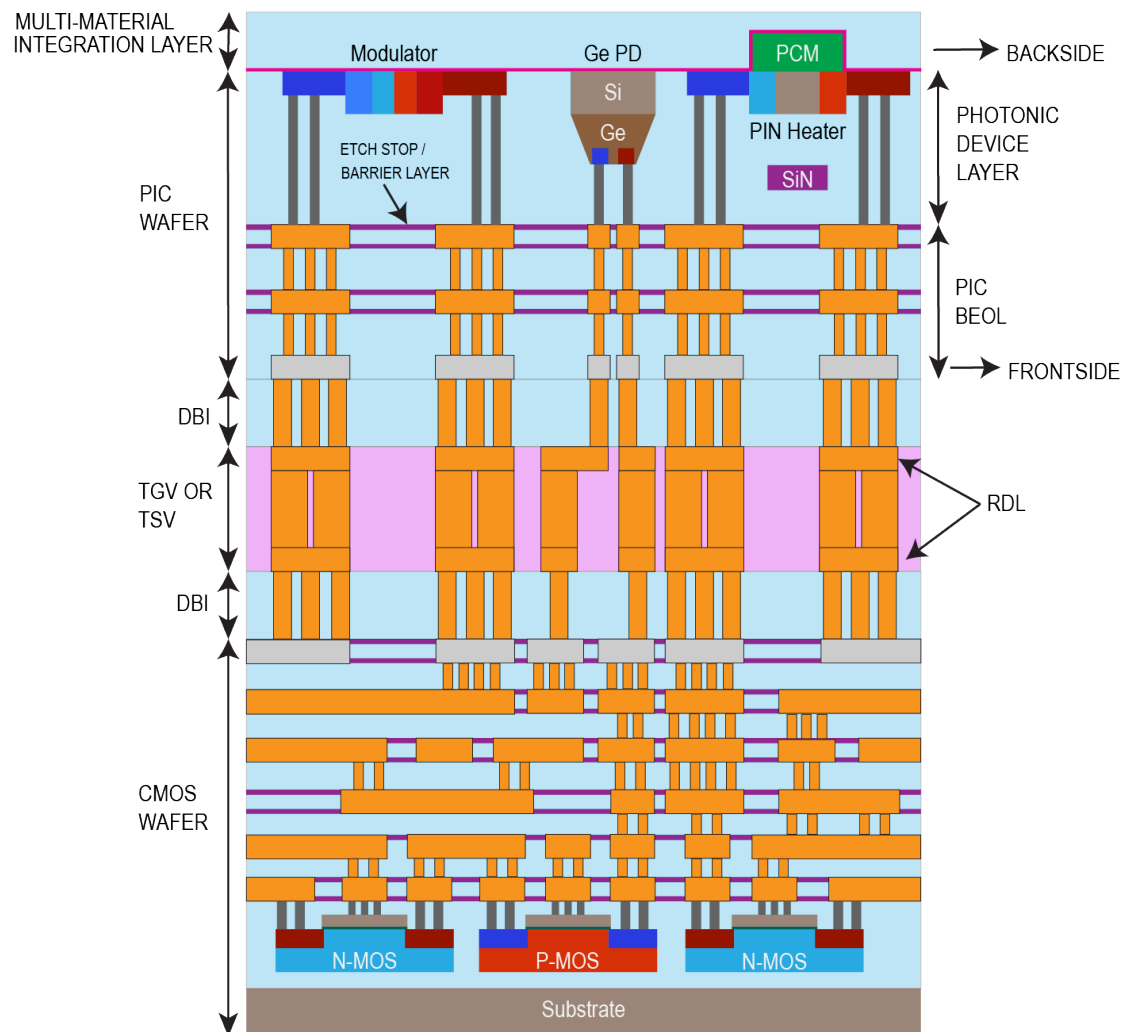 MULTI-MATERIAL
INTEGRATION LAYER
Modulator
Ge PD
PCM
BACKSIDE
Si
Ge
PIN Heater
PHOTONIC
DEVICE
LAYER
ETCH STOP /
BARRIER LAYER
SiN
PIC
WAFER
PIC
BEOL
FRONTSIDE
DBI
TGV OR
TSV
RDL
DBI
CMOS
WAFER
N-MOS
P-MOS
N-MOS
Substrate